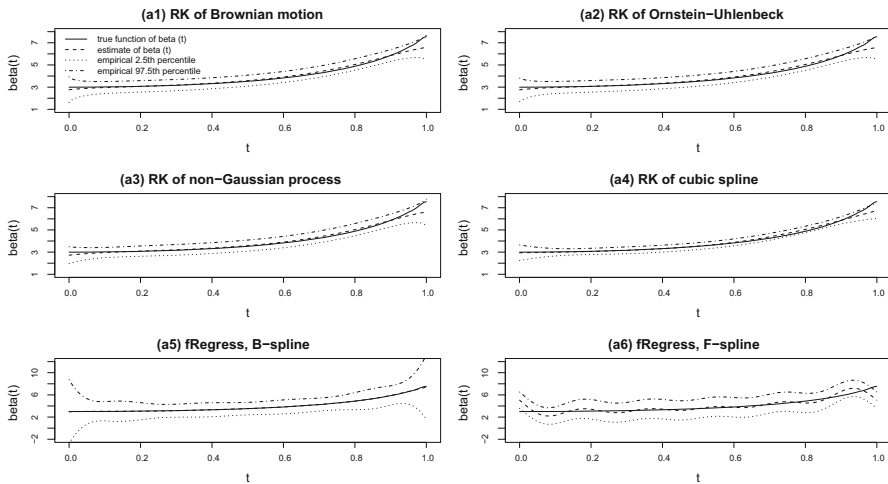 (a1) RK of Brownian motion
beta(t)
7
5
3
1
true function of beta (t)
estimate of beta (t)
empirical 2.5th percentile
empirical 97.5th percentile
0.0 0.2 0.4 0.6 0.8 1.0
t
(a2) RK of Ornstein−Uhlenbeck
beta(t)
7
5
3
1
0.0 0.2 0.4 0.6 0.8 1.0
t
(a3) RK of non-Gaussian process
beta(t)
7
5
3
1
0.0 0.2 0.4 0.6 0.8 1.0
t
(a4) RK of cubic spline
beta(t)
7
5
3
1
0.0 0.2 0.4 0.6 0.8 1.0
t
(a5) fRegress, B−spline
beta(t)
10
6
2
−2
0.0 0.2 0.4 0.6 0.8 1.0
t
(a6) fRegress, F−spline
beta(t)
10
6
2
−2
0.0 0.2 0.4 0.6 0.8 1.0
t